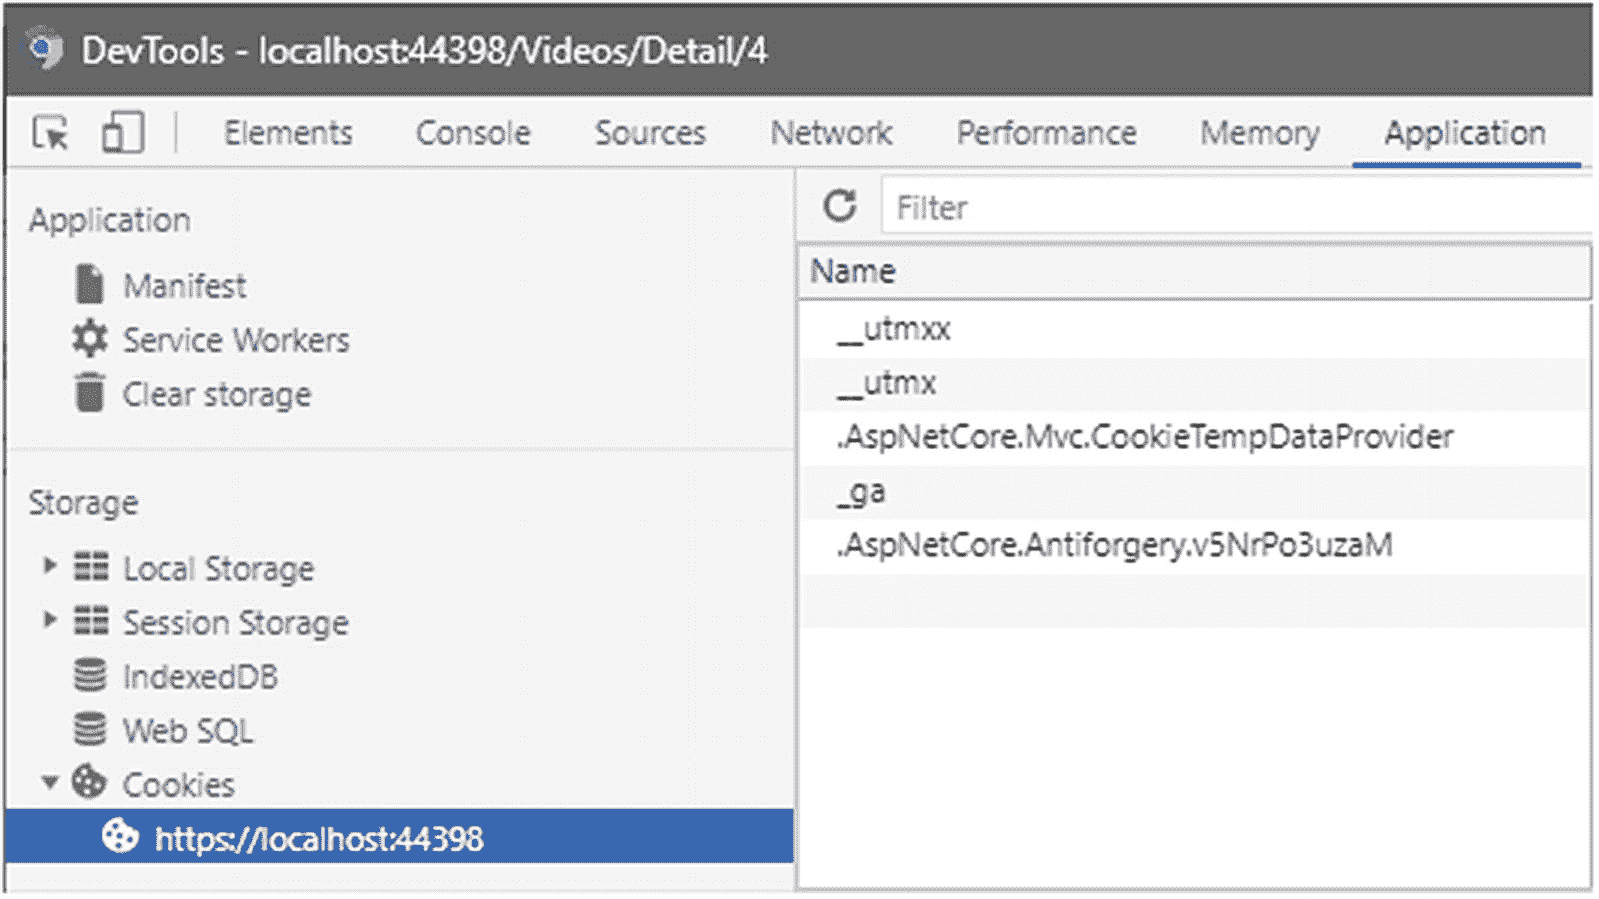 DevTools - localhost:44398/Videos/Detail/4
Elements Console Sources Network Performance Memory Application
Application
Manifest
Service Workers
Clear storage
Storage
Local Storage
Session Storage
IndexedDB
Web SQL
Cookies
https://localhost:44398
Filter
Name
__utmxx
__utmx
.AspNetCore.Mvc.CookieTempDataProvider
_ga
.AspNetCore.Antiforgery.v5NrPo3uzaM